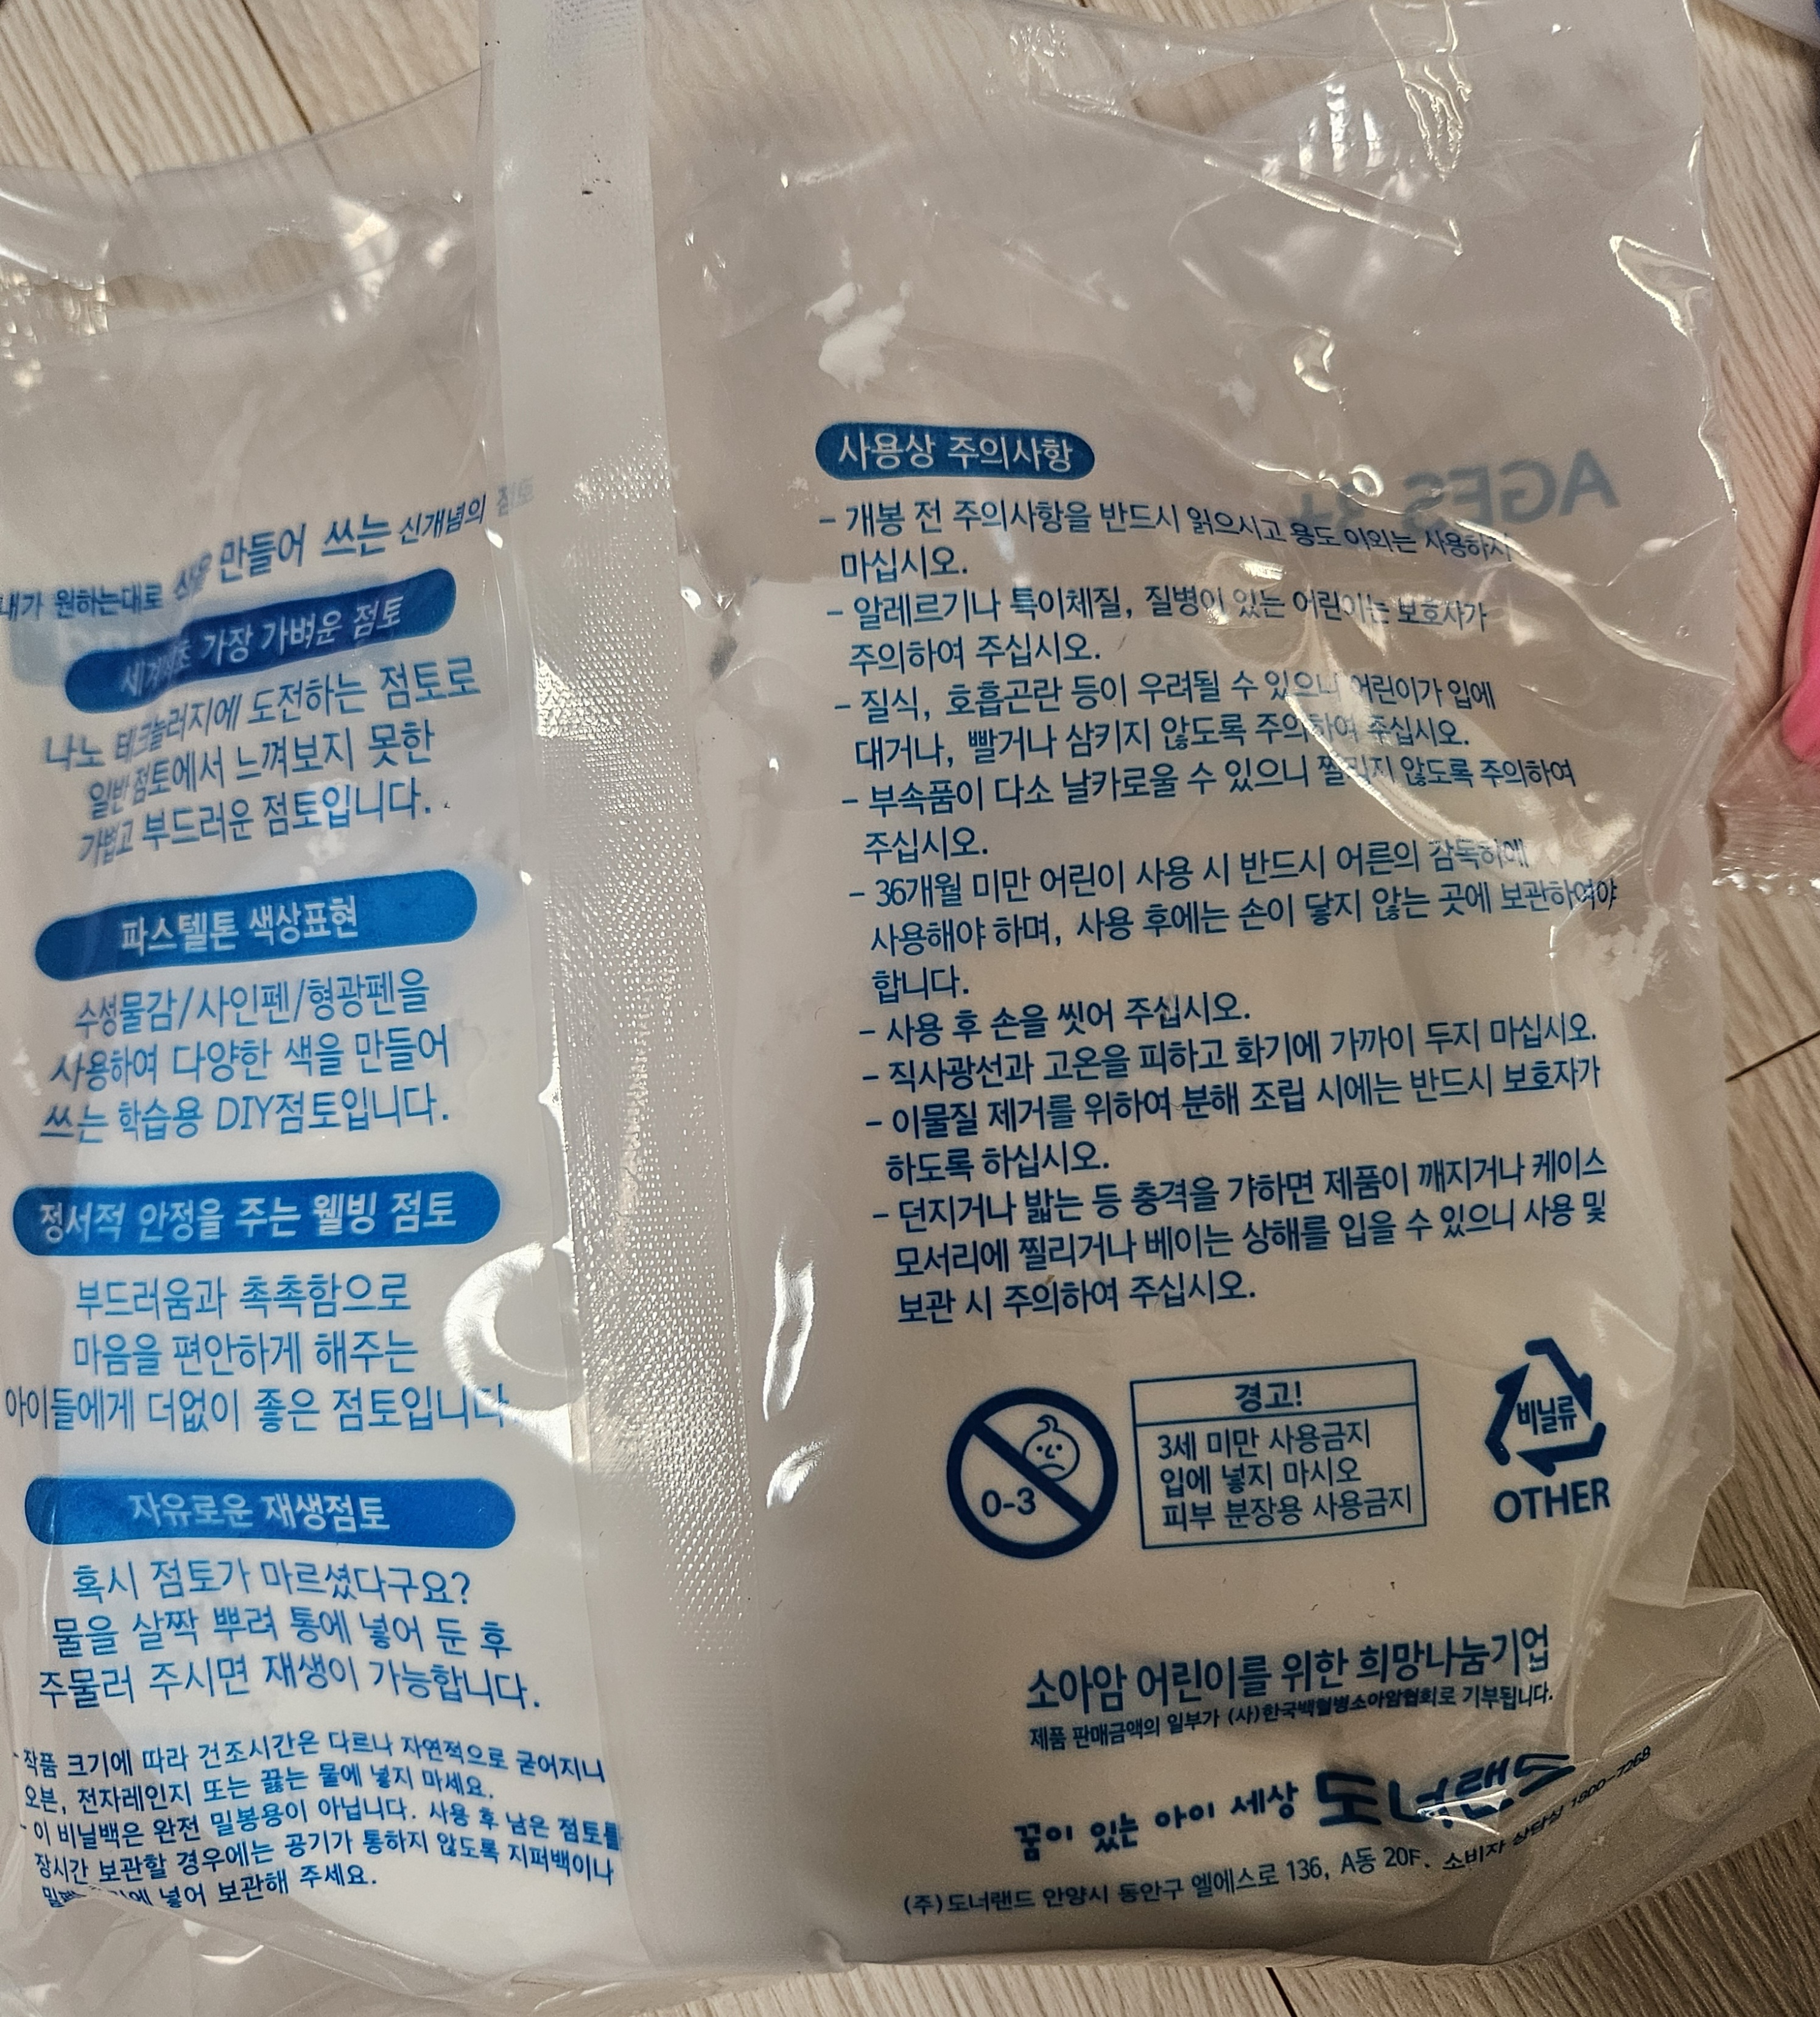 내가 원하는대로 색을 만들어 쓰는 신개념의 점토
세계최초 가장 가벼운 점토
나노 테크놀러지에 도전하는 점토로
일반점토에서 느껴보지 못한
가볍고 부드러운 점토입니다.
파스텔톤 색상표현
수성물감/사인펜/형광펜을
사용하여 다양한 색을 만들어
쓰는 학습용 DIY점토입니다.
정서적 안정을 주는 웰빙 점토
부드러움과 촉촉함으로
마음을 편안하게 해주는
아이들에게 더없이 좋은 점토입니다.
자유로운 재생점토
혹시 점토가 마르셨다구요?
물을 살짝 뿌려 통에 넣어 둔 후
주물러 주시면 재생이 가능합니다.
- 작품 크기에 따라 건조시간은 다르나 자연적으로 굳어지니
오븐, 전자레인지 또는 끓는 물에 넣지 마세요.
- 이 비닐백은 완전 밀봉용이 아닙니다. 사용 후 남은 점토를
장시간 보관할 경우에는 공기가 통하지 않도록 지퍼백이나
넣어 보관해 주세요.
AGES 3+
사용상 주의사항
- 개봉 전 주의사항을 반드시 읽으시고 용도 이외는 사용하지
마십시오.
- 알레르기나 특이체질, 질병이 있는 어린이는 보호자가
주의하여 주십시오.
- 질식, 호흡곤란 등이 우려될 수 있으니 어린이가 입에
대거나, 빨거나 삼키지 않도록 주의하여 주십시오.
- 부속품이 다소 날카로울 수 있으니 찔리지 않도록 주의하여
주십시오.
- 36개월 미만 어린이 사용 시 반드시 어른의 감독하에
사용해야 하며, 사용 후에는 손이 닿지 않는 곳에 보관하여야
합니다.
- 사용 후 손을 씻어 주십시오.
- 직사광선과 고온을 피하고 화기에 가까이 두지 마십시오.
- 이물질 제거를 위하여 분해 조립 시에는 반드시 보호자가
하도록 하십시오.
- 던지거나 밟는 등 충격을 갸하면 제품이 깨지거나 케이스
모서리에 찔리거나 베이는 상해를 입을 수 있으니 사용 및
보관 시 주의하여 주십시오.
0-3
경고!
3세 미만 사용금지
입에 넣지 마시오
피부 분장용 사용금지
비닐류
OTHER
소아암 어린이를 위한 희망나눔기업
제품 판매금액의 일부가 (사)한국백혈병소아암협회로 기부됩니다.
꿈이 있는 아이 세상 도너랜드
(주)도너랜드 안양시 동안구 엘에스로 136, A동 20F. 소비자 상담실 1800-7268